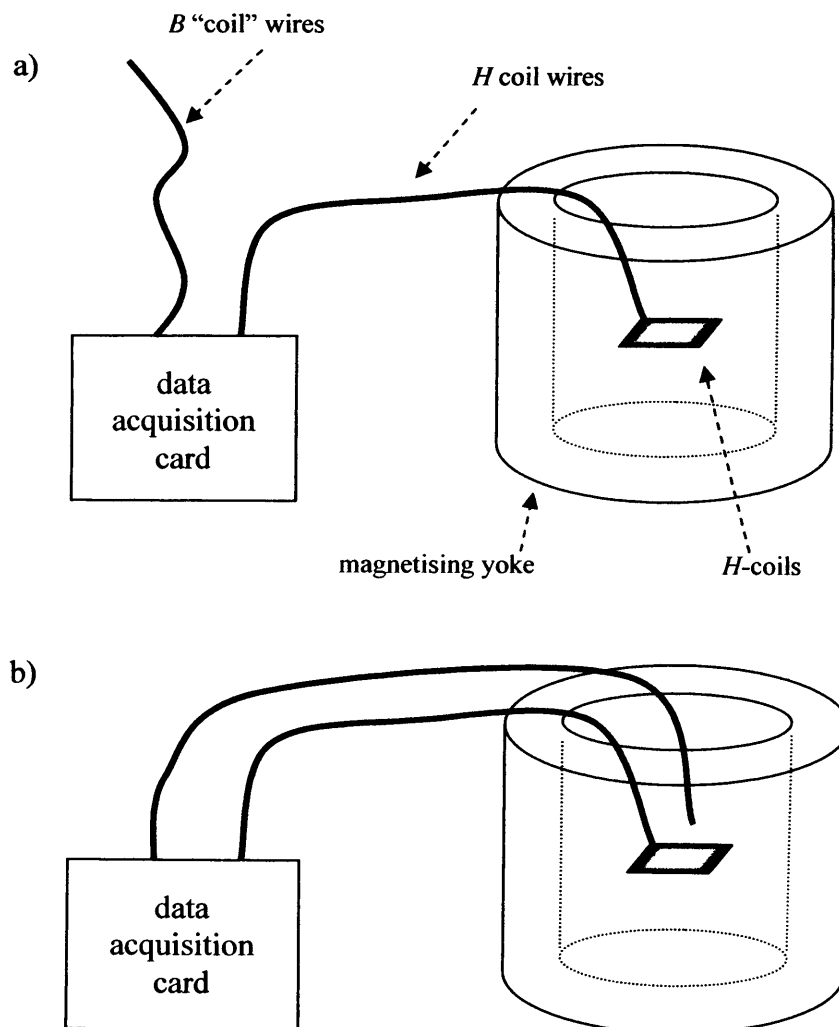 a)
B “coil” wires
H coil wires
data
acquisition
card
magnetising yoke
H-coils
b)
data
acquisition
card